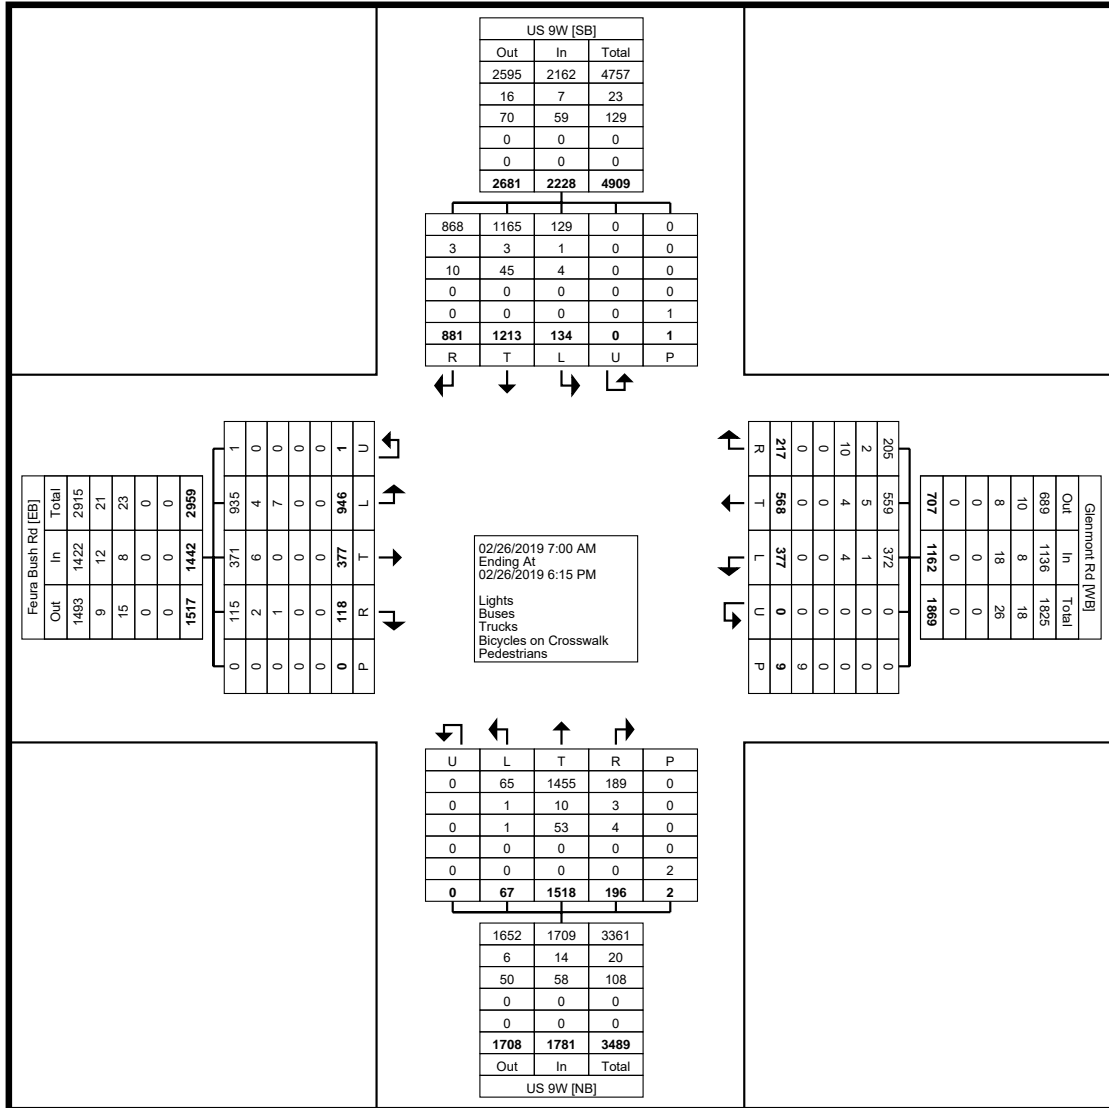 US 9W [SB]
Out In Total
2595 2162 4757
16 7 23
70 59 129
0 0 0
0 0 0
2681 2228 4909
868 1165 129 0 0
3 3 1 0 0
10 45 4 0 0
0 0 0 0 0
0 0 0 0 1
881 1213 134 0 1
R T L U P
Feura Bush Rd [EB]
Total In Out
2915 1422 1493
21 12 9
23 8 15
0 0 0
0 0 0
2959 1442 1517
1 935 371 115 0
0 4 6 2 0
0 7 0 1 0
0 0 0 0 0
0 0 0 0 0
1 946 377 118 0
U L T R P
02/26/2019 7:00 AM
Ending At
02/26/2019 6:15 PM
Lights
Buses
Trucks
Bicycles on Crosswalk
Pedestrians
Glenmont Rd [WB]
Out In Total
689 1136 1825
10 8 18
8 18 26
0 0 0
0 0 0
707 1162 1869
205 559 372 0 0
2 5 1 0 0
10 4 4 0 0
0 0 0 0 0
0 0 0 0 9
217 568 377 0 9
R T L U P
U L T R P
0 65 1455 189 0
0 1 10 3 0
0 1 53 4 0
0 0 0 0 0
0 0 0 0 2
0 67 1518 196 2
1652 1709 3361
6 14 20
50 58 108
0 0 0
0 0 0
1708 1781 3489
Out In Total
US 9W [NB]